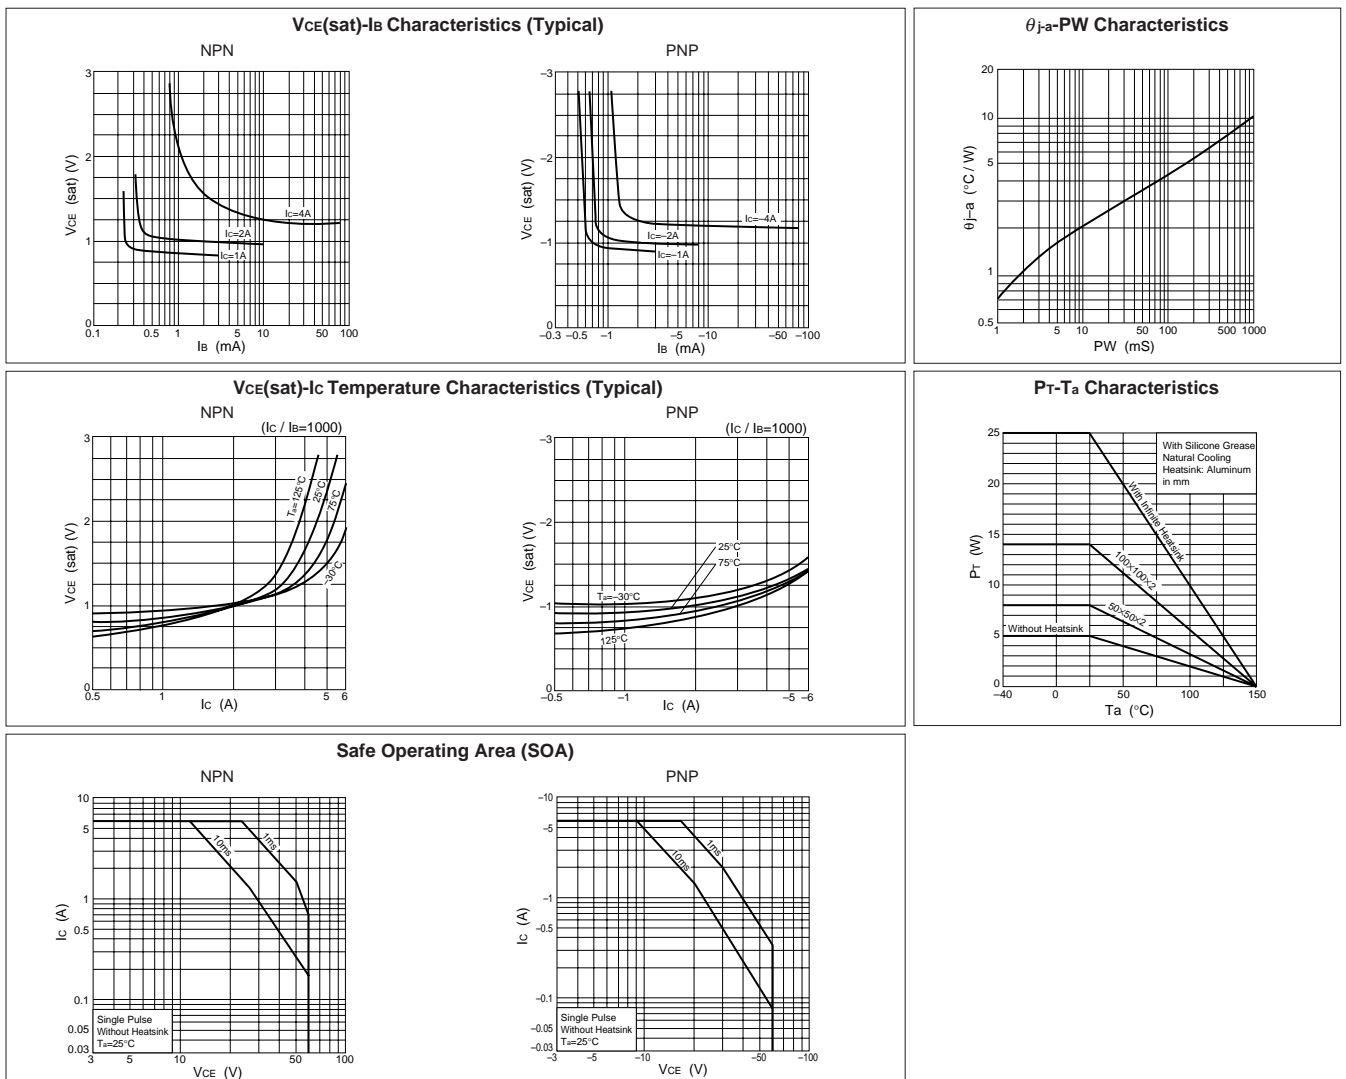 VCE(sat)-IB Characteristics (Typical)
NPN
3
2
1
0
VCE (sat) (V)
IC=4A
IC=2A
IC=1A
0.1 0.5 1 5 10 50 100
IB (mA)
PNP
–3
–2
–1
0
VCE (sat) (V)
IC=–4A
IC=–2A
IC=–1A
–0.3 –0.5 –1 –5 –10 –50 –100
IB (mA)
θj-a-PW Characteristics
20
10
5
1
0.5
θj–a (°C / W)
1 5 10 50 100 500 1000
PW (mS)
VCE(sat)-IC Temperature Characteristics (Typical)
NPN
(IC / IB=1000)
3
2
1
0
VCE (sat) (V)
Ta=125°C
25°C
75°C
–30°C
0.5 1 5 6
IC (A)
PNP
(IC / IB=1000)
–3
–2
–1
0
VCE (sat) (V)
25°C
75°C
Ta=–30°C
125°C
–0.5 –1 –5 –6
IC (A)
PT-Ta Characteristics
25
20
15
10
5
0
PT (W)
With Silicone Grease
Natural Cooling
Heatsink: Aluminum
in mm
With Infinite Heatsink
100×100×2
50×50×2
Without Heatsink
–40 0 50 100 150
Ta (°C)
Safe Operating Area (SOA)
NPN
10
5
1
0.5
0.1
0.05
0.03
IC (A)
10ms
1ms
Single Pulse
Without Heatsink
Ta=25°C
3 5 10 50 100
VCE (V)
PNP
–10
–5
–1
–0.5
–0.1
–0.05
–0.03
IC (A)
10ms
1ms
Single Pulse
Without Heatsink
Ta=25°C
–3 –5 –10 –50 –100
VCE (V)